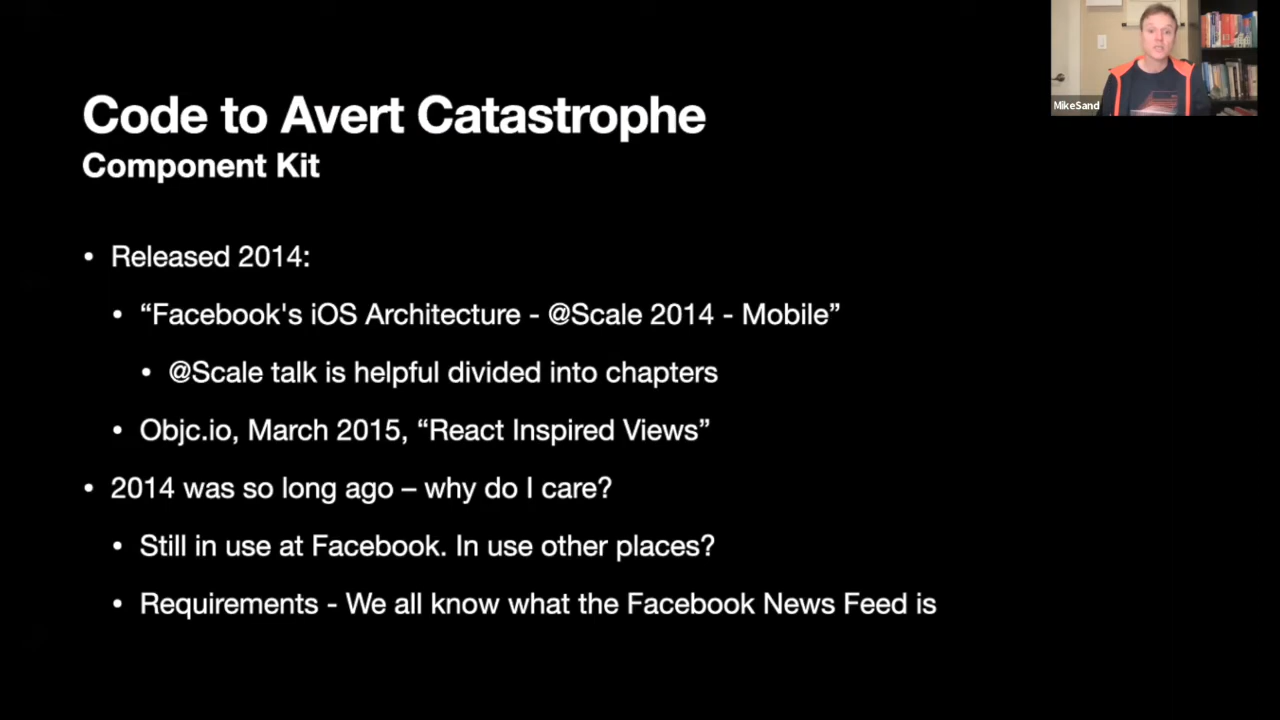 Code to Avert Catastrophe
Component Kit
• Released 2014:
• “Facebook's iOS Architecture - @Scale 2014 - Mobile”
• @Scale talk is helpful divided into chapters
• Objc.io, March 2015, “React Inspired Views”
• 2014 was so long ago – why do I care?
• Still in use at Facebook. In use other places?
• Requirements - We all know what the Facebook News Feed is
MikeSand